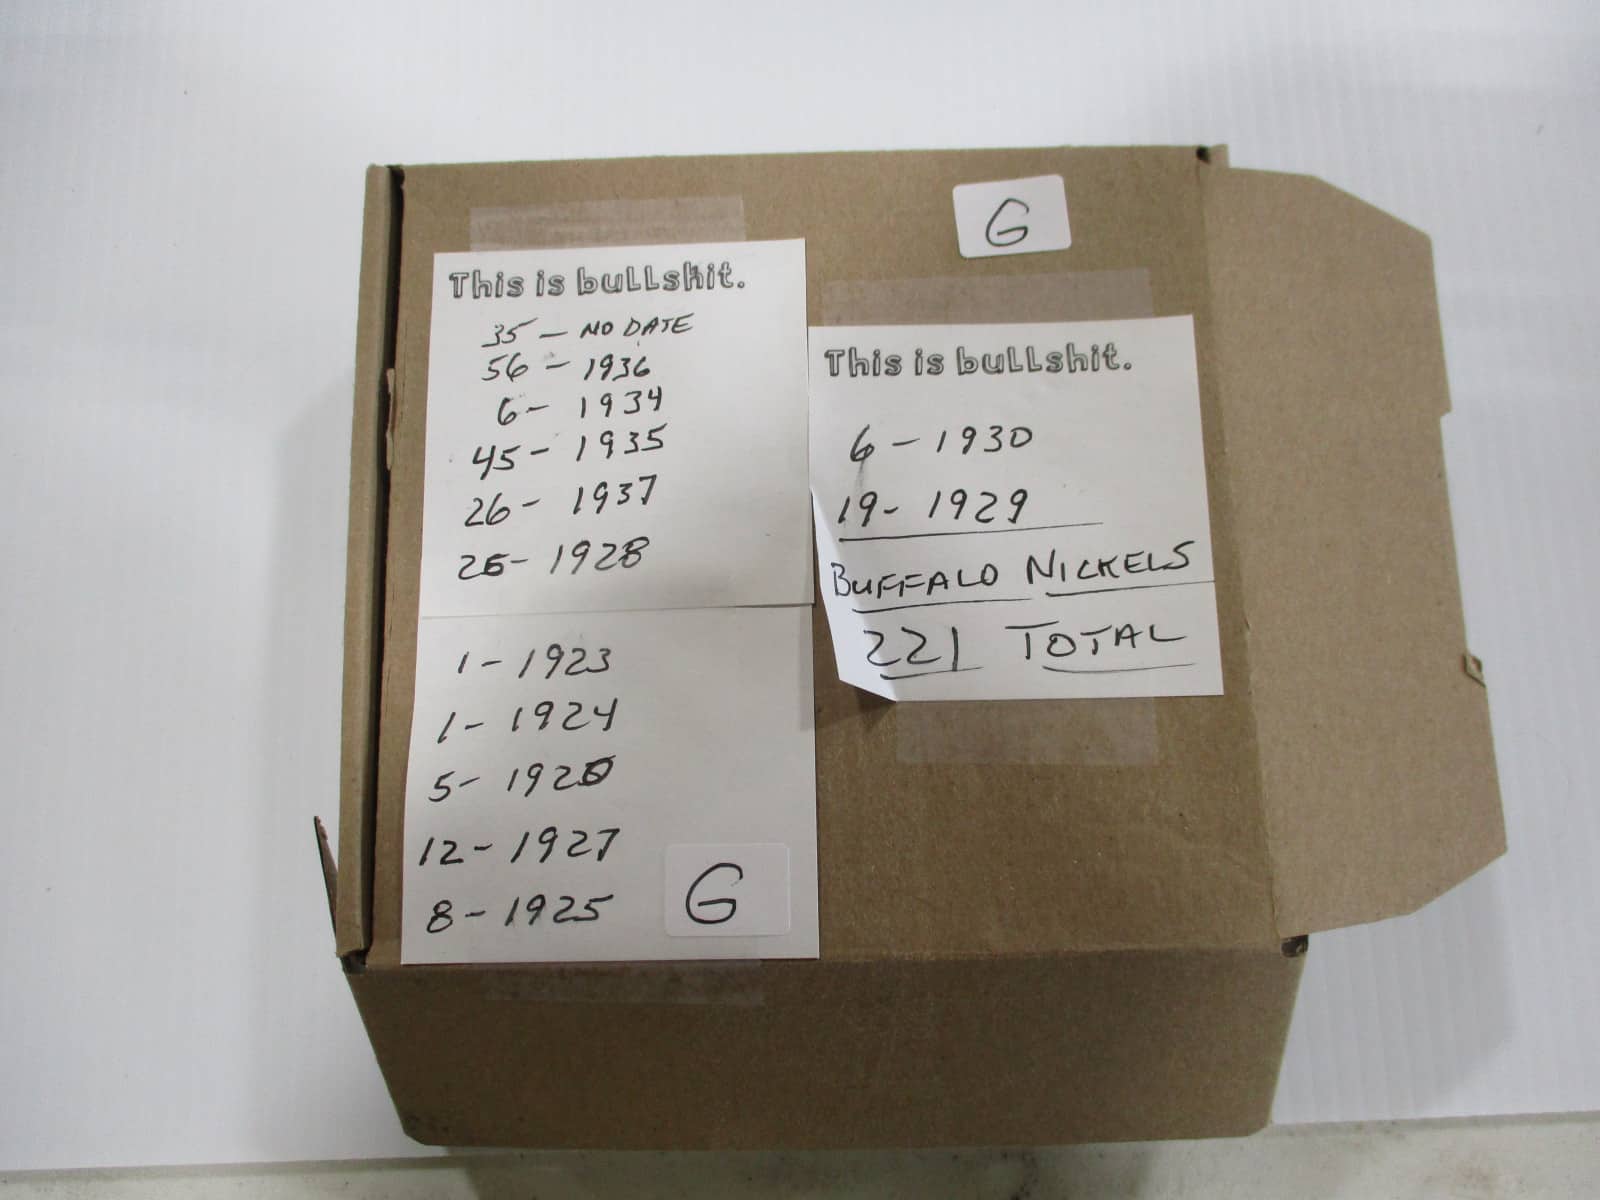 G
This is bullshit.
35 - NO DATE
56 - 1936
6 - 1934
45 - 1935
26 - 1937
- 1928
1 - 1923
1 - 1924
5 - 1920
12 - 1927
8 - 1925
G
This is bullshit.
6 - 1930
19 - 1929
BUFFALO NICKELS
221 TOTAL